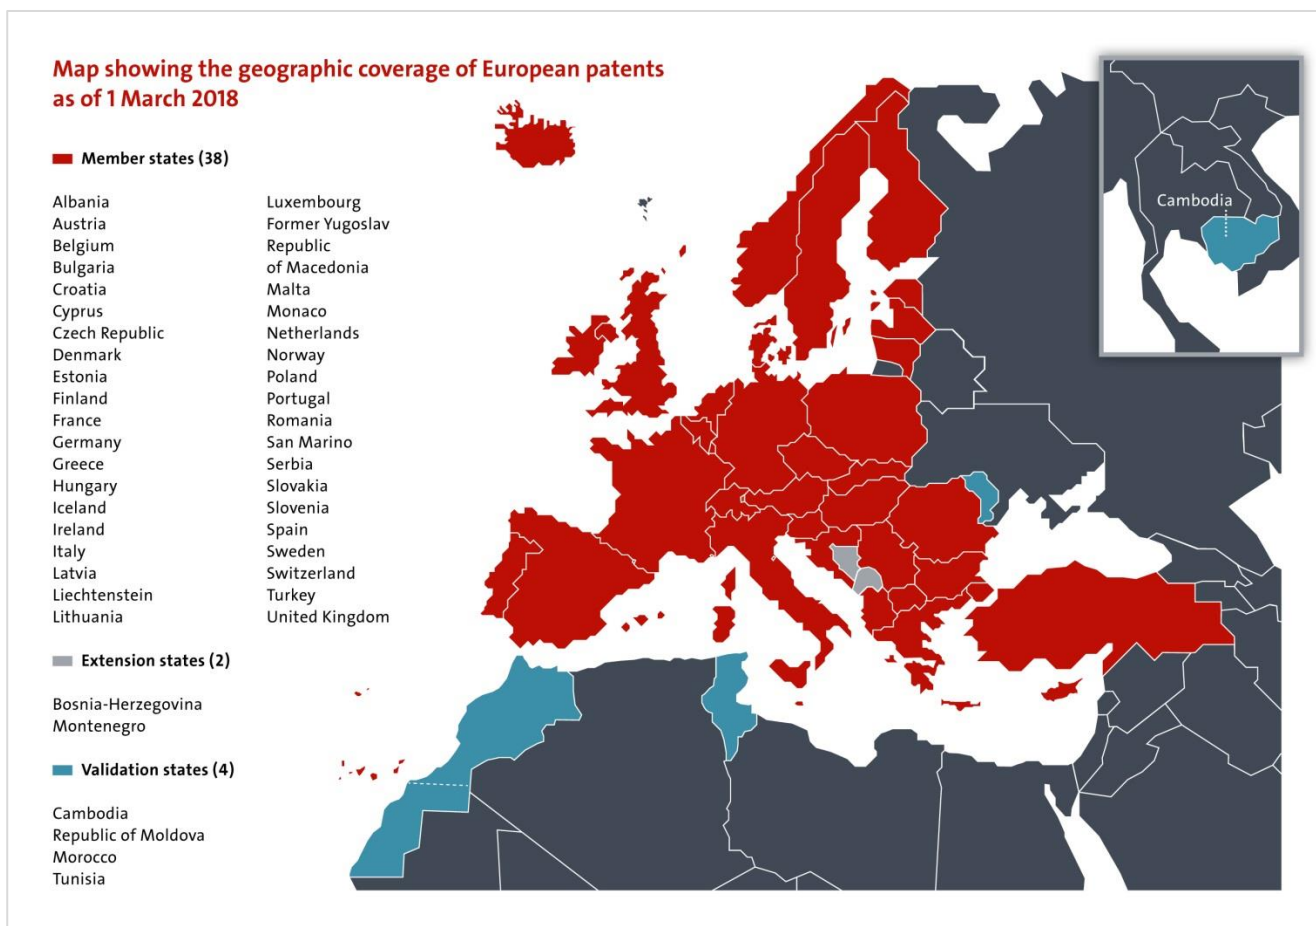 Map showing the geographic coverage of European patents
as of 1 March 2018
Member states (38)
Albania
Austria
Belgium
Bulgaria
Croatia
Cyprus
Czech Republic
Denmark
Estonia
Finland
France
Germany
Greece
Hungary
Iceland
Ireland
Italy
Latvia
Liechtenstein
Lithuania
Luxembourg
Former Yugoslav
Republic
of Macedonia
Malta
Monaco
Netherlands
Norway
Poland
Portugal
Romania
San Marino
Serbia
Slovakia
Slovenia
Spain
Sweden
Switzerland
Turkey
United Kingdom
Extension states (2)
Bosnia-Herzegovina
Montenegro
Validation states (4)
Cambodia
Republic of Moldova
Morocco
Tunisia
Cambodia